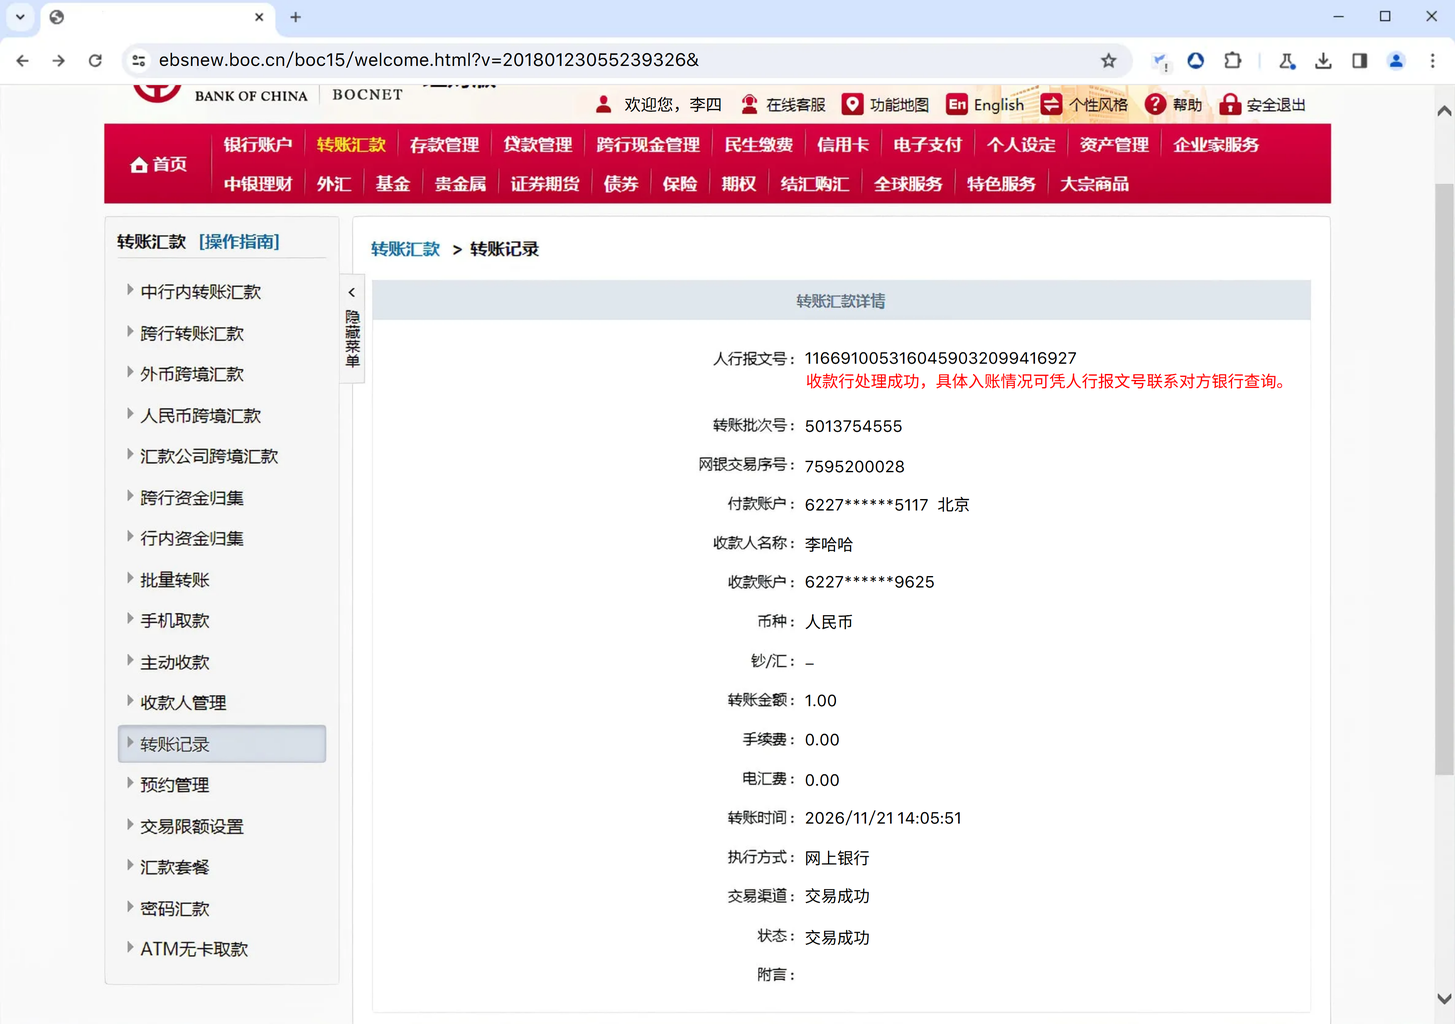 ebsnew.boc.cn/boc15/welcome.html?v=20180123055239326&
BANK OF CHINA BOCNET
欢迎您，李四 在线客服 功能地图 En English 个性风格 ? 帮助 安全退出
首页
银行账户 转账汇款 存款管理 贷款管理 跨行现金管理 民生缴费 信用卡 电子支付 个人设定 资产管理 企业家服务
中银理财 外汇 基金 贵金属 证券期货 债券 保险 期权 结汇购汇 全球服务 特色服务 大宗商品
转账汇款 [操作指南]
中行内转账汇款
跨行转账汇款
外币跨境汇款
人民币跨境汇款
汇款公司跨境汇款
跨行资金归集
行内资金归集
批量转账
手机取款
主动收款
收款人管理
转账记录
预约管理
交易限额设置
汇款套餐
密码汇款
ATM无卡取款
< 隐藏菜单
转账汇款 > 转账记录
转账汇款详情
人行报文号： 1166910053160459032099416927
收款行处理成功，具体入账情况可凭人行报文号联系对方银行查询。
转账批次号： 5013754555
网银交易序号： 7595200028
付款账户： 6227******5117 北京
收款人名称： 李哈哈
收款账户： 6227******9625
币种： 人民币
钞/汇： –
转账金额： 1.00
手续费： 0.00
电汇费： 0.00
转账时间： 2026/11/21 14:05:51
执行方式： 网上银行
交易渠道： 交易成功
状态： 交易成功
附言：